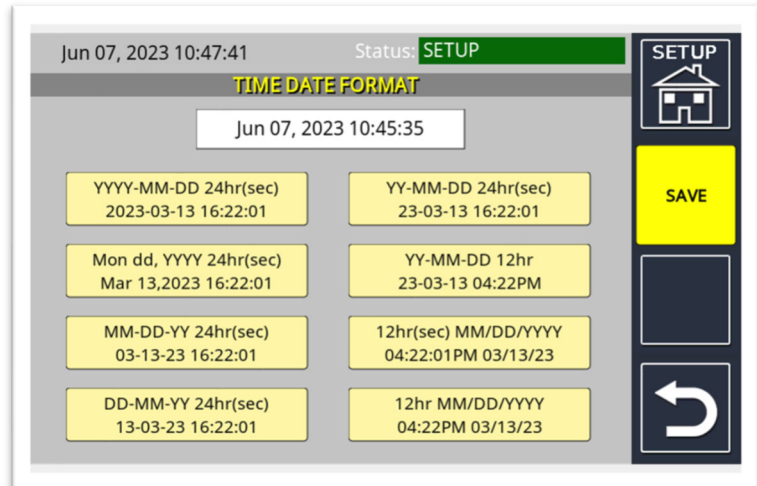 Jun 07, 2023 10:47:41
Status: SETUP
SETUP
TIME DATE FORMAT
Jun 07, 2023 10:45:35
YYYY-MM-DD 24hr(sec)
2023-03-13 16:22:01
YY-MM-DD 24hr(sec)
23-03-13 16:22:01
SAVE
Mon dd, YYYY 24hr(sec)
Mar 13,2023 16:22:01
YY-MM-DD 12hr
23-03-13 04:22PM
MM-DD-YY 24hr(sec)
03-13-23 16:22:01
12hr(sec) MM/DD/YYYY
04:22:01PM 03/13/23
DD-MM-YY 24hr(sec)
13-03-23 16:22:01
12hr MM/DD/YYYY
04:22PM 03/13/23